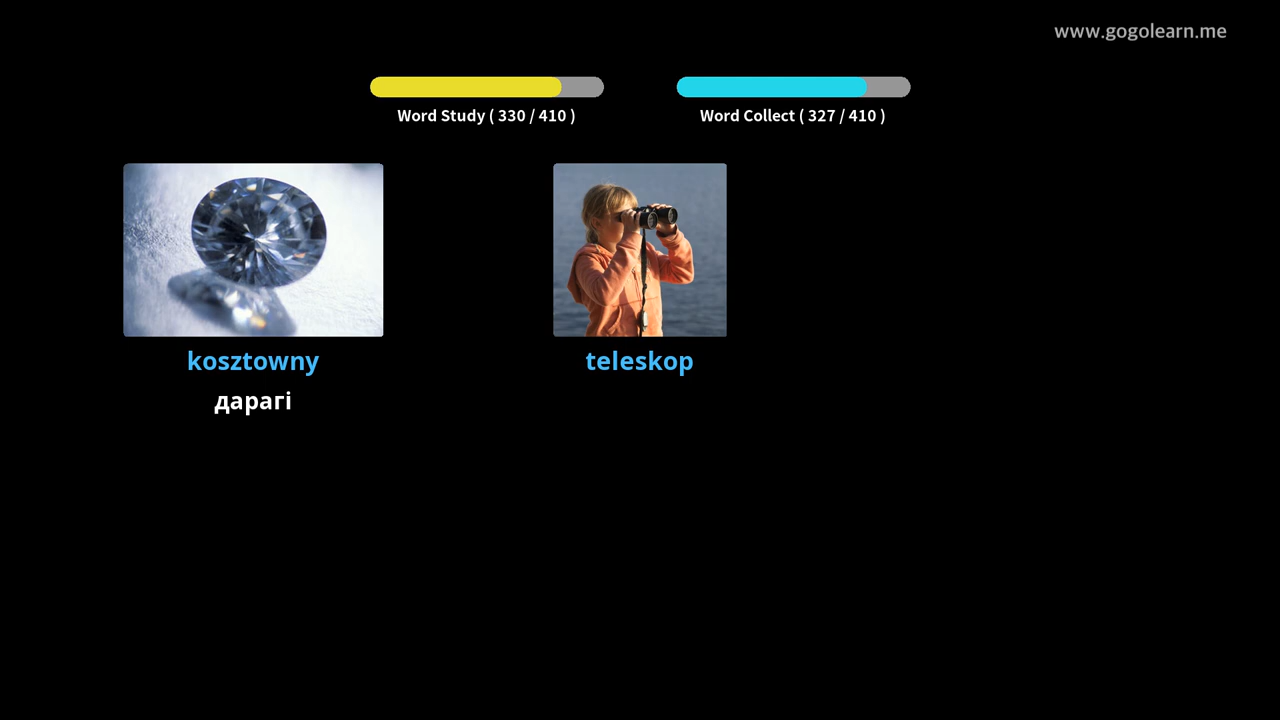 www.gogolearn.me
Word Study ( 330 / 410 )
Word Collect ( 327 / 410 )
kosztowny
дарагі
teleskop